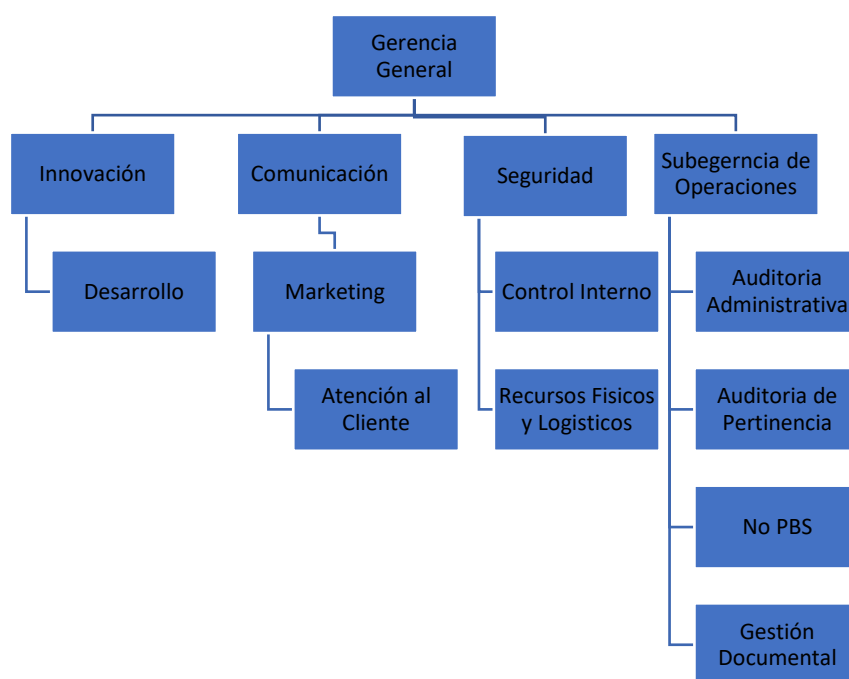 Gerencia
General
Innovación
Comunicación
Seguridad
Subegerncia de
Operaciones
Desarrollo
Marketing
Control Interno
Auditoria
Administrativa
Atención al
Cliente
Recursos Fisicos
y Logisticos
Auditoria de
Pertinencia
No PBS
Gestión
Documental